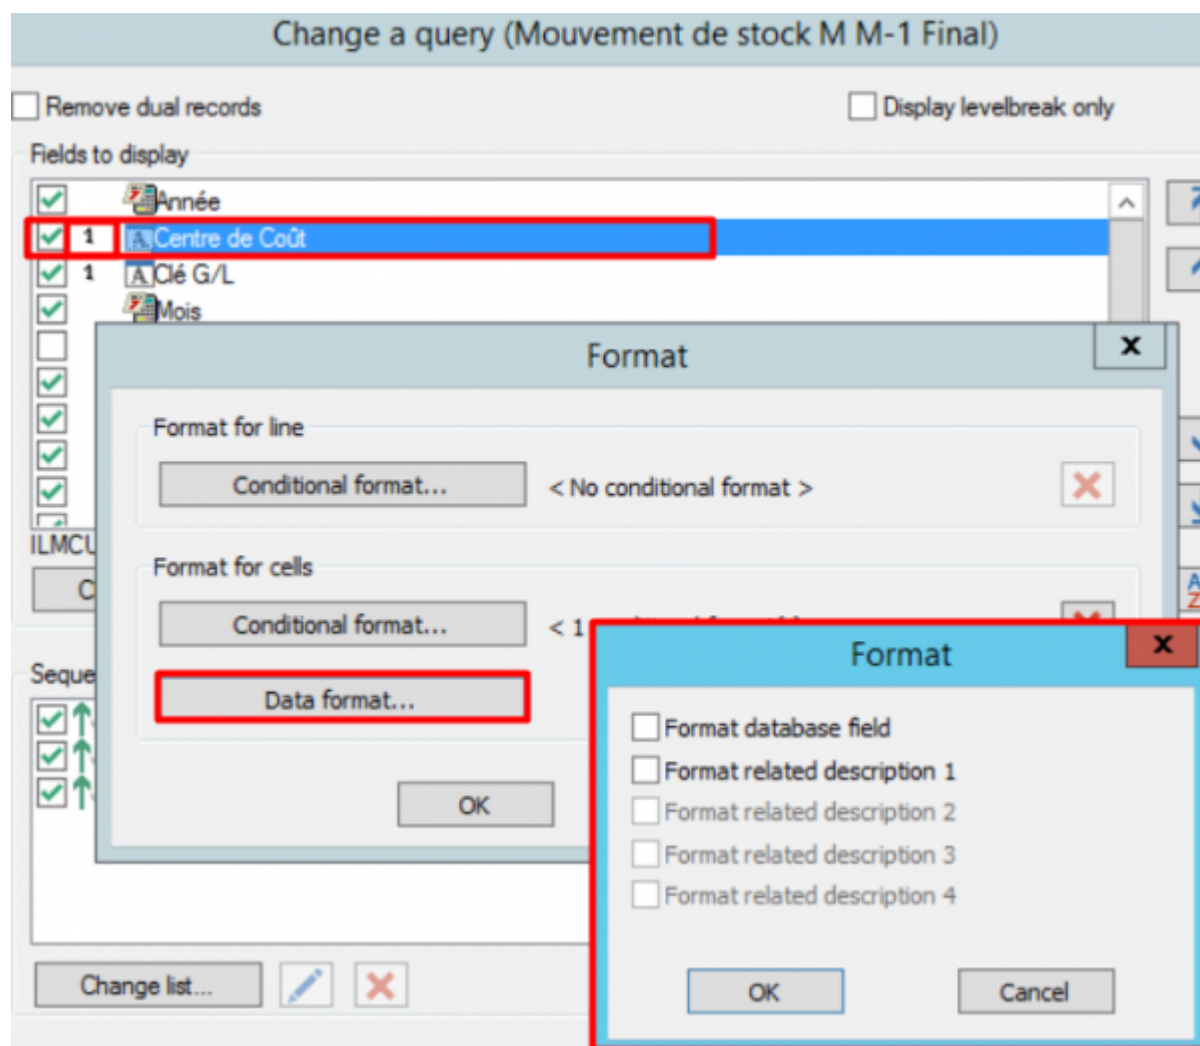 Change a query (Mouvement de stock M M-1 Final)
Remove dual records
Display levelbreak only
Fields to display
Année
1 Centre de Coût
1 Clé G/L
Mois
Format
Format for line
Conditional format...
< No conditional format >
ILMCU
Format for cells
Conditional format...
< 1
Data format...
Seque
OK
Format
Format database field
Format related description 1
Format related description 2
Format related description 3
Format related description 4
OK
Cancel
Change list...